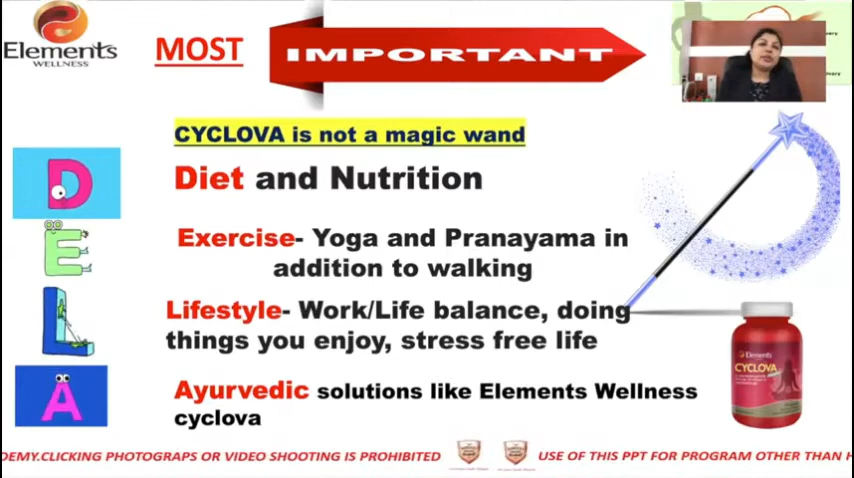 Elements
WELLNESS
MOST
IMPORTANT
CYCLOVA is not a magic wand
D
Diet and Nutrition
E
Exercise- Yoga and Pranayama in
addition to walking
L
Lifestyle- Work/Life balance, doing
things you enjoy, stress free life
A
Ayurvedic solutions like Elements Wellness
cyclova
Elements
CYCLOVA
DEMY.CLICKING PHOTOGRAPS OR VIDEO SHOOTING IS PROHIBITED
USE OF THIS PPT FOR PROGRAM OTHER THAN H